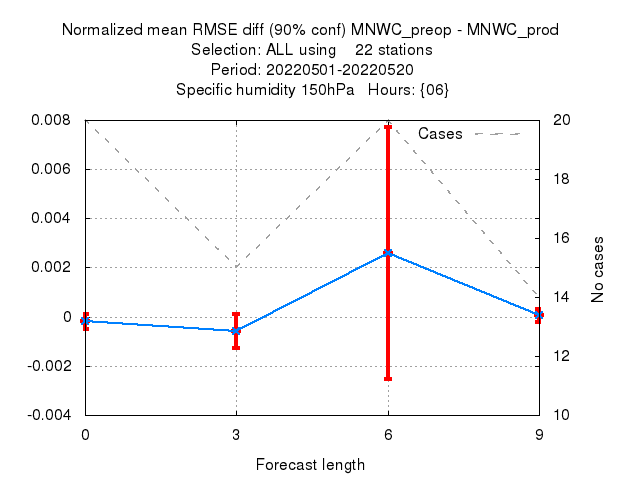 Normalized mean RMSE diff (90% conf) MNWC_preop - MNWC_prod
Selection: ALL using    22 stations
Period: 20220501-20220520
Specific humidity 150hPa   Hours: {06}
Cases
0.008
0.006
0.004
0.002
0
-0.002
-0.004
20
18
16
14
12
10
No cases
0 3 6 9
Forecast length